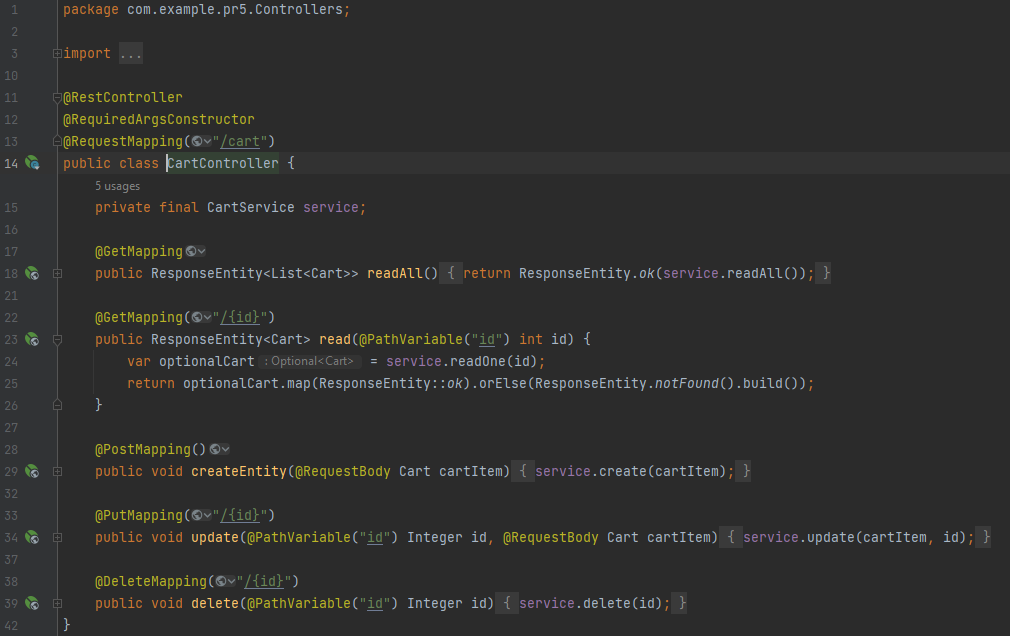 1 package com.example.pr5.Controllers;
2
3 import ...
10
11 @RestController
12 @RequiredArgsConstructor
13 @RequestMapping("/cart")
14 public class CartController {
5 usages
15 private final CartService service;
16
17 @GetMapping
18 public ResponseEntity<List<Cart>> readAll() { return ResponseEntity.ok(service.readAll()); }
21
22 @GetMapping("/{id}")
23 public ResponseEntity<Cart> read(@PathVariable("id") int id) {
24 var optionalCart : Optional<Cart> = service.readOne(id);
25 return optionalCart.map(ResponseEntity::ok).orElse(ResponseEntity.notFound().build());
26 }
27
28 @PostMapping()
29 public void createEntity(@RequestBody Cart cartItem) { service.create(cartItem); }
32
33 @PutMapping("/{id}")
34 public void update(@PathVariable("id") Integer id, @RequestBody Cart cartItem) { service.update(cartItem, id); }
37
38 @DeleteMapping("/{id}")
39 public void delete(@PathVariable("id") Integer id) { service.delete(id); }
42 }